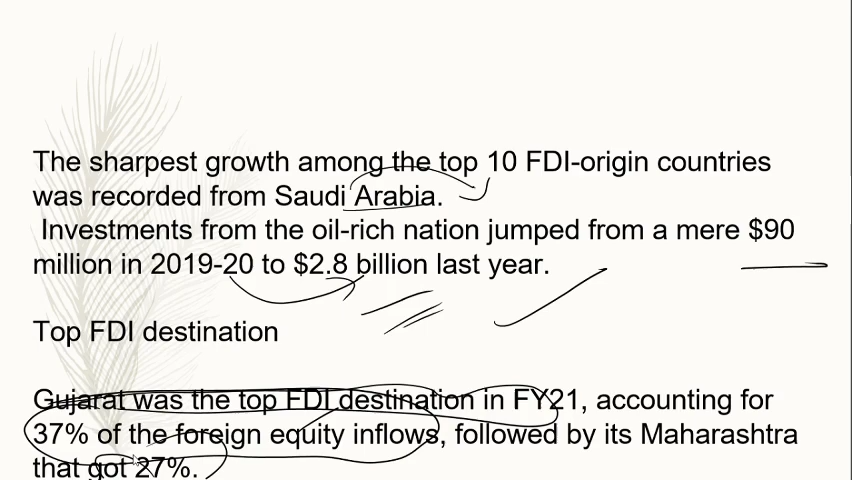 The sharpest growth among the top 10 FDI-origin countries
was recorded from Saudi Arabia.
Investments from the oil-rich nation jumped from a mere $90
million in 2019-20 to $2.8 billion last year.
Top FDI destination
Gujarat was the top FDI destination in FY21, accounting for
37% of the foreign equity inflows, followed by its Maharashtra
that got 27%.